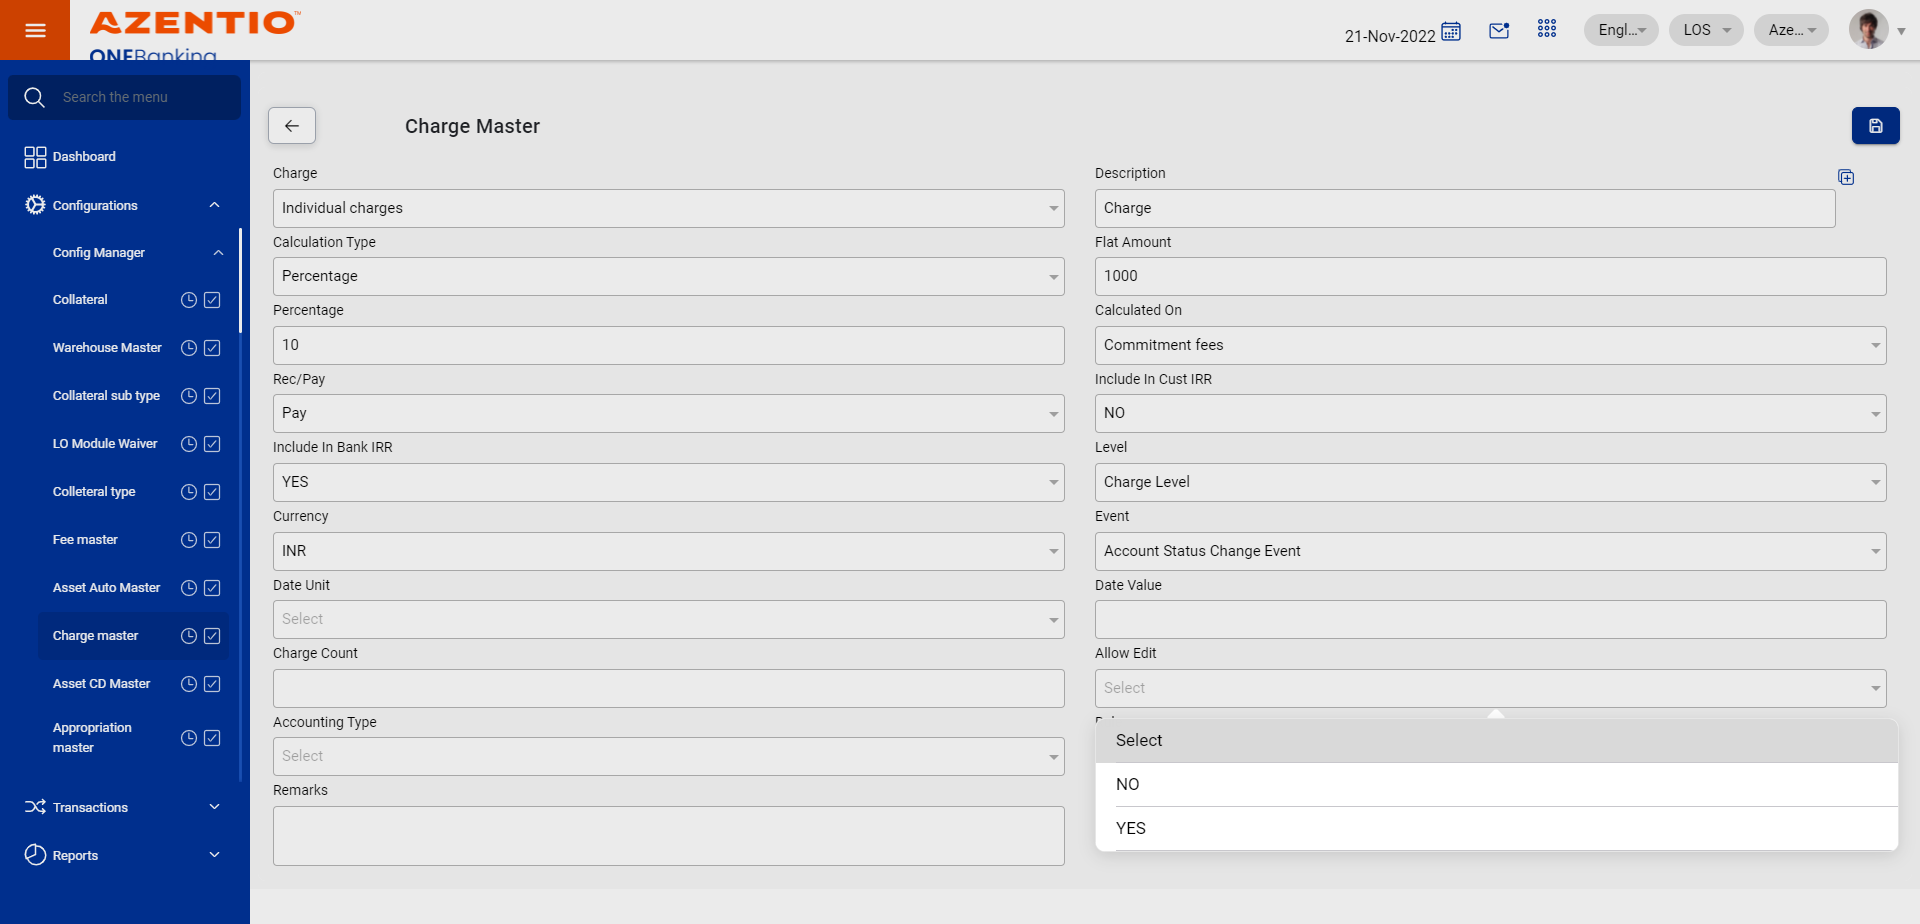 AZENTIO™
ONEBanking
21-Nov-2022
Engl...
LOS
Aze...
Search the menu
Dashboard
Configurations
Config Manager
Collateral
Warehouse Master
Collateral sub type
LO Module Waiver
Colleteral type
Fee master
Asset Auto Master
Charge master
Asset CD Master
Appropriation
master
Transactions
Reports
Charge Master
Charge
Individual charges
Description
Charge
Calculation Type
Percentage
Flat Amount
1000
Percentage
10
Calculated On
Commitment fees
Rec/Pay
Pay
Include In Cust IRR
NO
Include In Bank IRR
YES
Level
Charge Level
Currency
INR
Event
Account Status Change Event
Date Unit
Select
Date Value
Charge Count
Allow Edit
Select
Accounting Type
Select
Remarks
Select
NO
YES